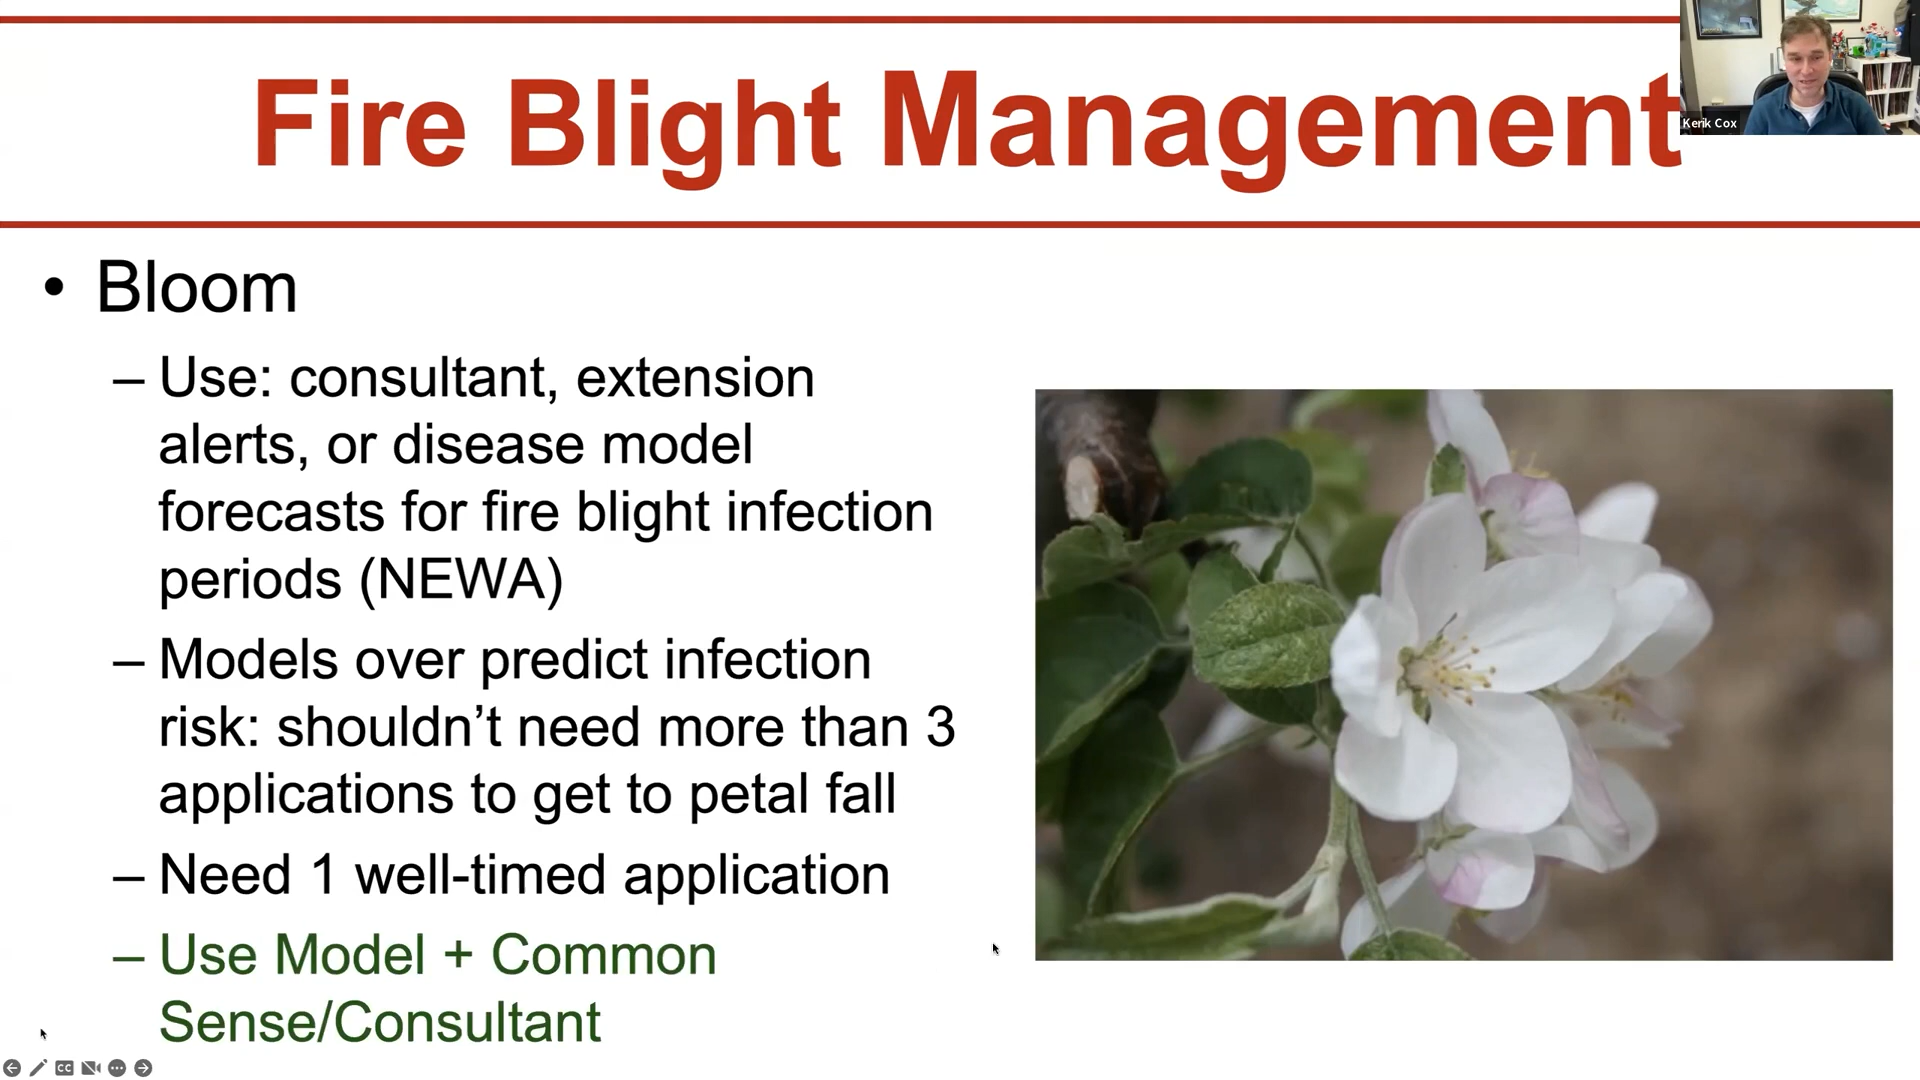 Fire Blight Management
Kerik Cox
• Bloom
– Use: consultant, extension
alerts, or disease model
forecasts for fire blight infection
periods (NEWA)
– Models over predict infection
risk: shouldn’t need more than 3
applications to get to petal fall
– Need 1 well-timed application
– Use Model + Common
Sense/Consultant
CC